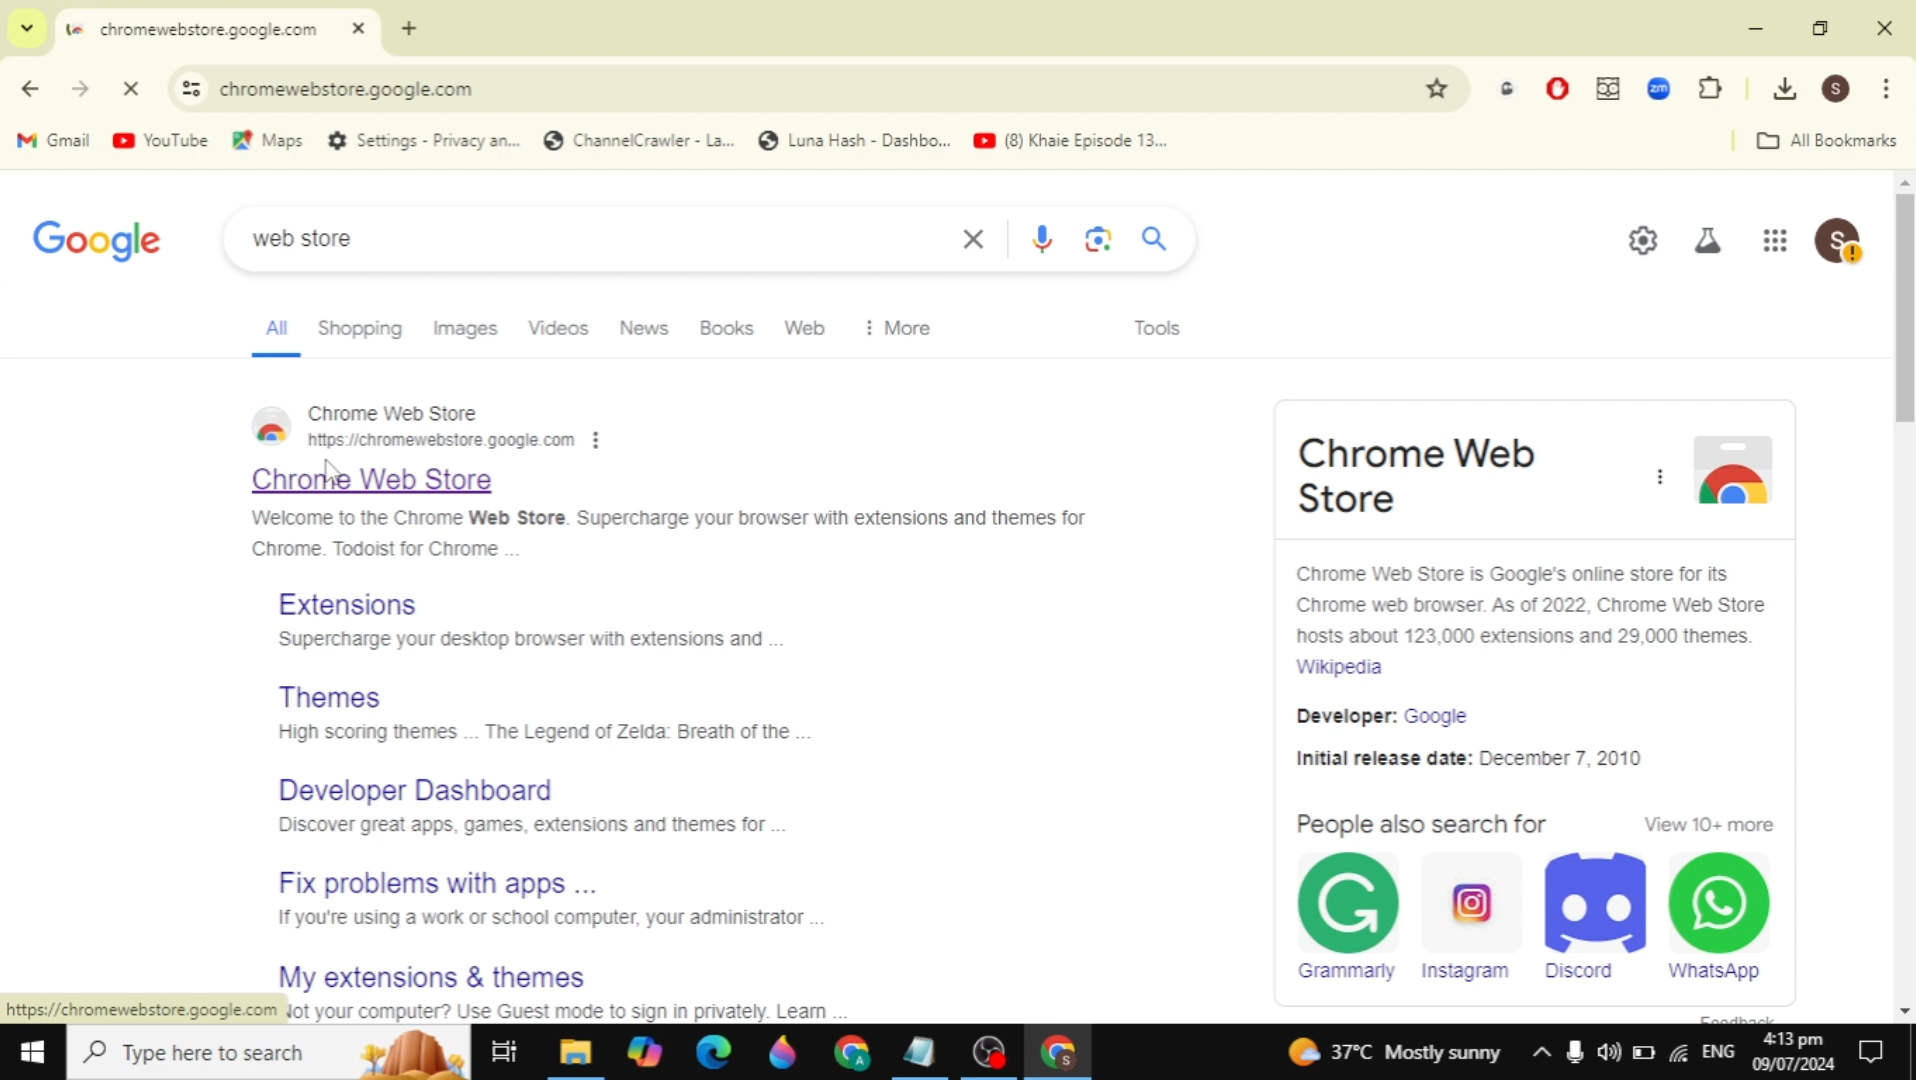 chromewebstore.google.com
chromewebstore.google.com
zm
S
Gmail
YouTube
Maps
Settings - Privacy an...
ChannelCrawler - La...
Luna Hash - Dashbo...
(8) Khaie Episode 13...
All Bookmarks
Google
web store
S
All
Shopping
Images
Videos
News
Books
Web
More
Tools
Chrome Web Store
https://chromewebstore.google.com
Chrome Web Store
Welcome to the Chrome Web Store. Supercharge your browser with extensions and themes for
Chrome. Todoist for Chrome ...
Extensions
Supercharge your desktop browser with extensions and ...
Themes
High scoring themes ... The Legend of Zelda: Breath of the ...
Developer Dashboard
Discover great apps, games, extensions and themes for ...
Fix problems with apps ...
If you're using a work or school computer, your administrator ...
My extensions & themes
Not your computer? Use Guest mode to sign in privately. Learn ...
Chrome Web
Store
Chrome Web Store is Google's online store for its
Chrome web browser. As of 2022, Chrome Web Store
hosts about 123,000 extensions and 29,000 themes.
Wikipedia
Developer: Google
Initial release date: December 7, 2010
People also search for
View 10+ more
Grammarly
Instagram
Discord
WhatsApp
Feedback
https://chromewebstore.google.com
Type here to search
A
S
37°C Mostly sunny
ENG
4:13 pm
09/07/2024